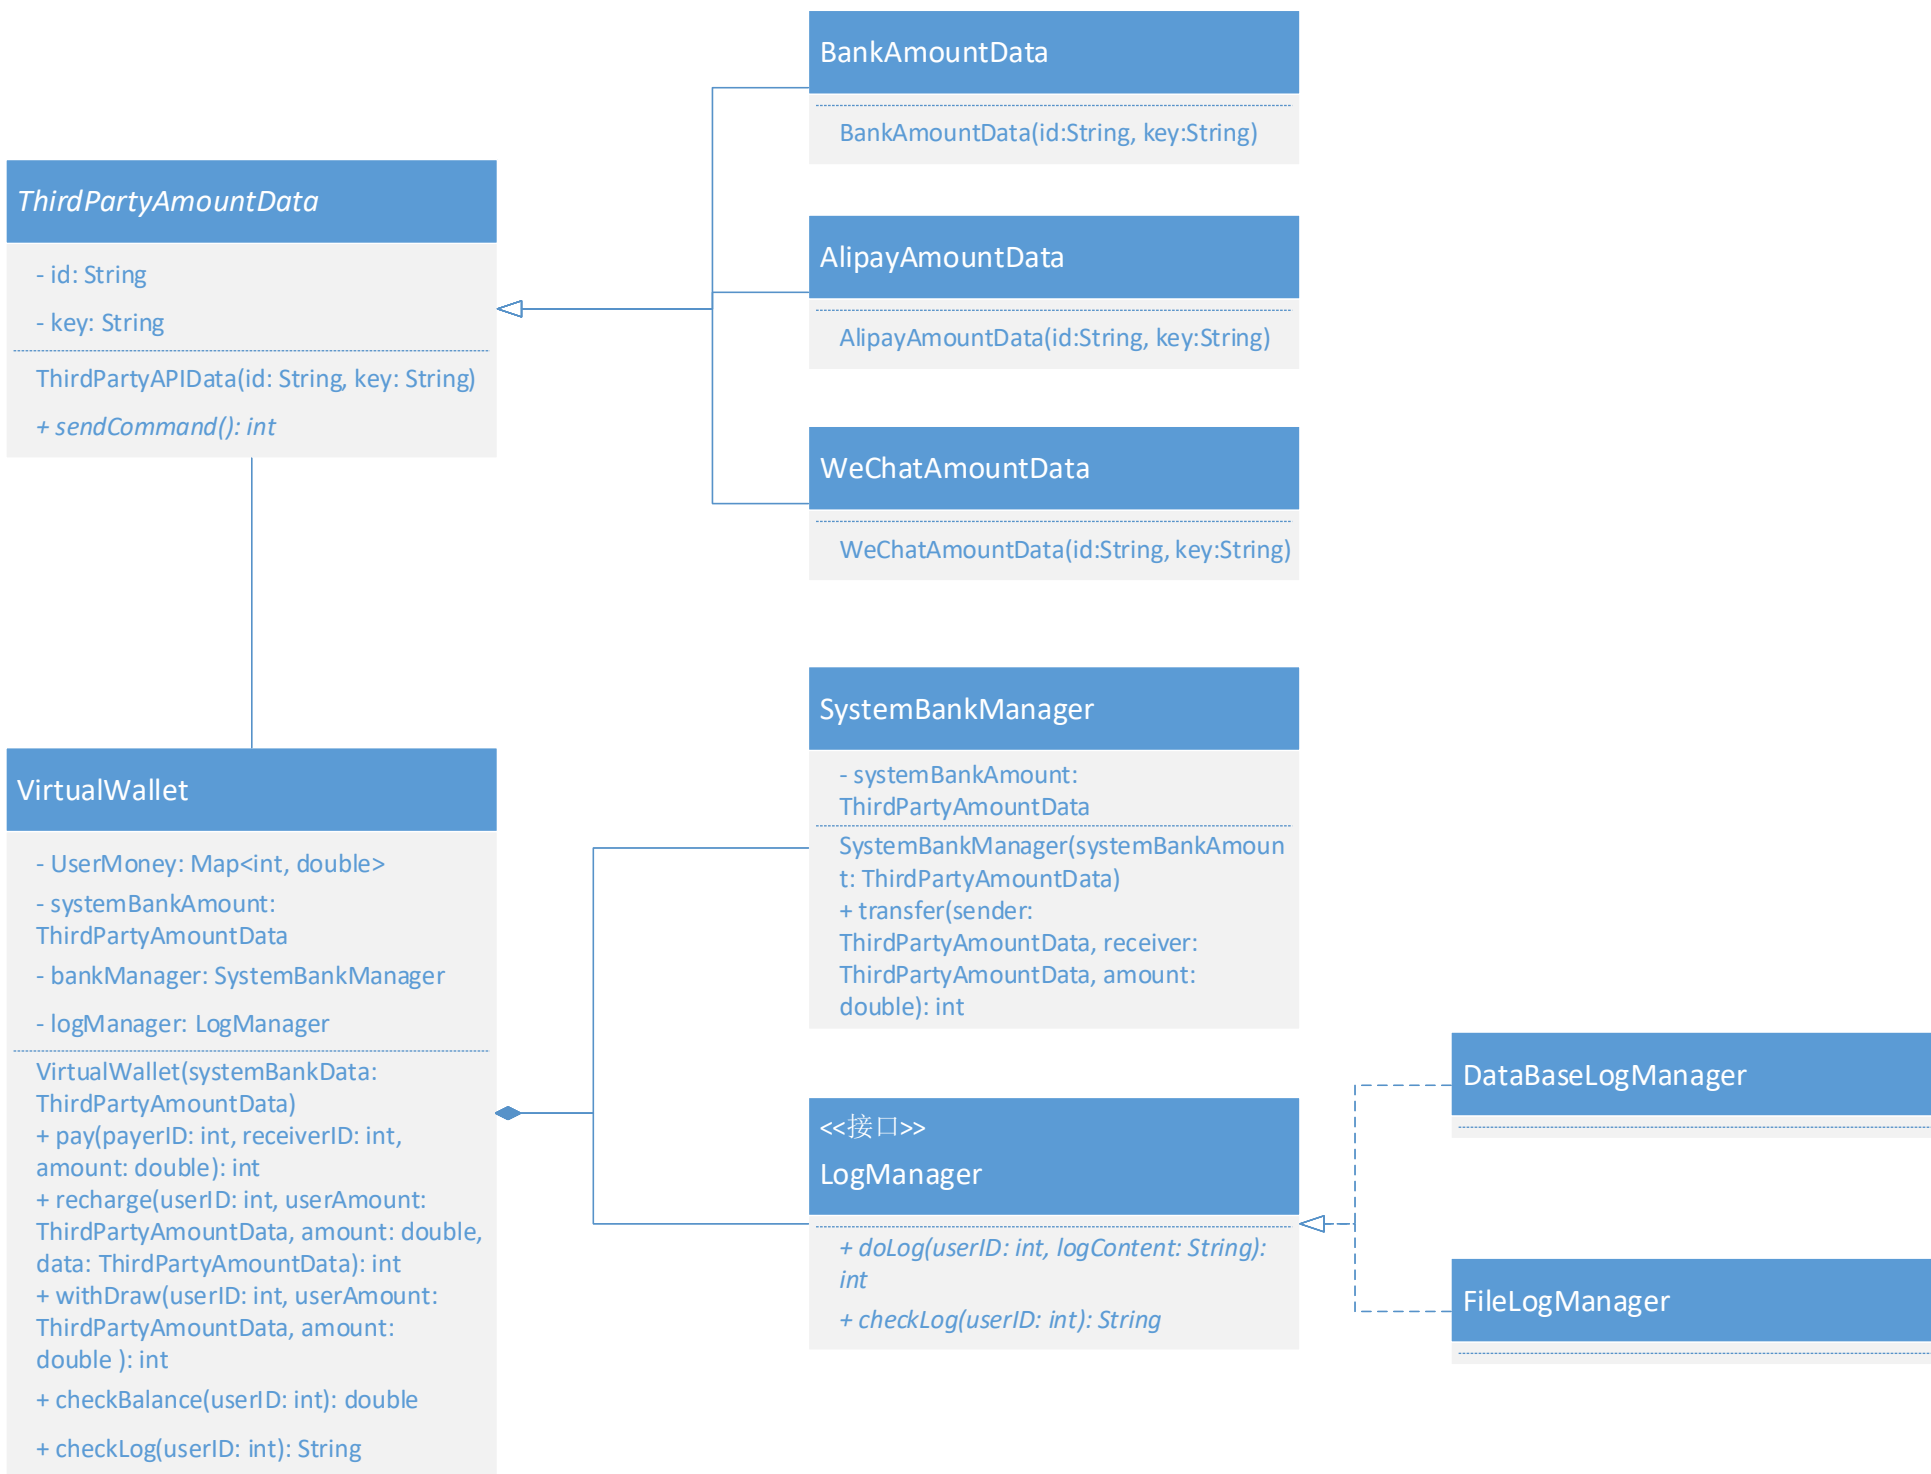 BankAmountData
BankAmountData(id:String, key:String)
ThirdPartyAmountData
- id: String
- key: String
ThirdPartyAPIData(id: String, key: String)
+ sendCommand(): int
AlipayAmountData
AlipayAmountData(id:String, key:String)
WeChatAmountData
WeChatAmountData(id:String, key:String)
SystemBankManager
- systemBankAmount:
ThirdPartyAmountData
SystemBankManager(systemBankAmoun
t: ThirdPartyAmountData)
+ transfer(sender:
ThirdPartyAmountData, receiver:
ThirdPartyAmountData, amount:
double): int
VirtualWallet
- UserMoney: Map<int, double>
- systemBankAmount:
ThirdPartyAmountData
- bankManager: SystemBankManager
- logManager: LogManager
VirtualWallet(systemBankData:
ThirdPartyAmountData)
+ pay(payerID: int, receiverID: int,
amount: double): int
+ recharge(userID: int, userAmount:
ThirdPartyAmountData, amount: double,
data: ThirdPartyAmountData): int
+ withDraw(userID: int, userAmount:
ThirdPartyAmountData, amount:
double ): int
+ checkBalance(userID: int): double
+ checkLog(userID: int): String
<<接口>>
LogManager
+ doLog(userID: int, logContent: String):
int
+ checkLog(userID: int): String
DataBaseLogManager
FileLogManager